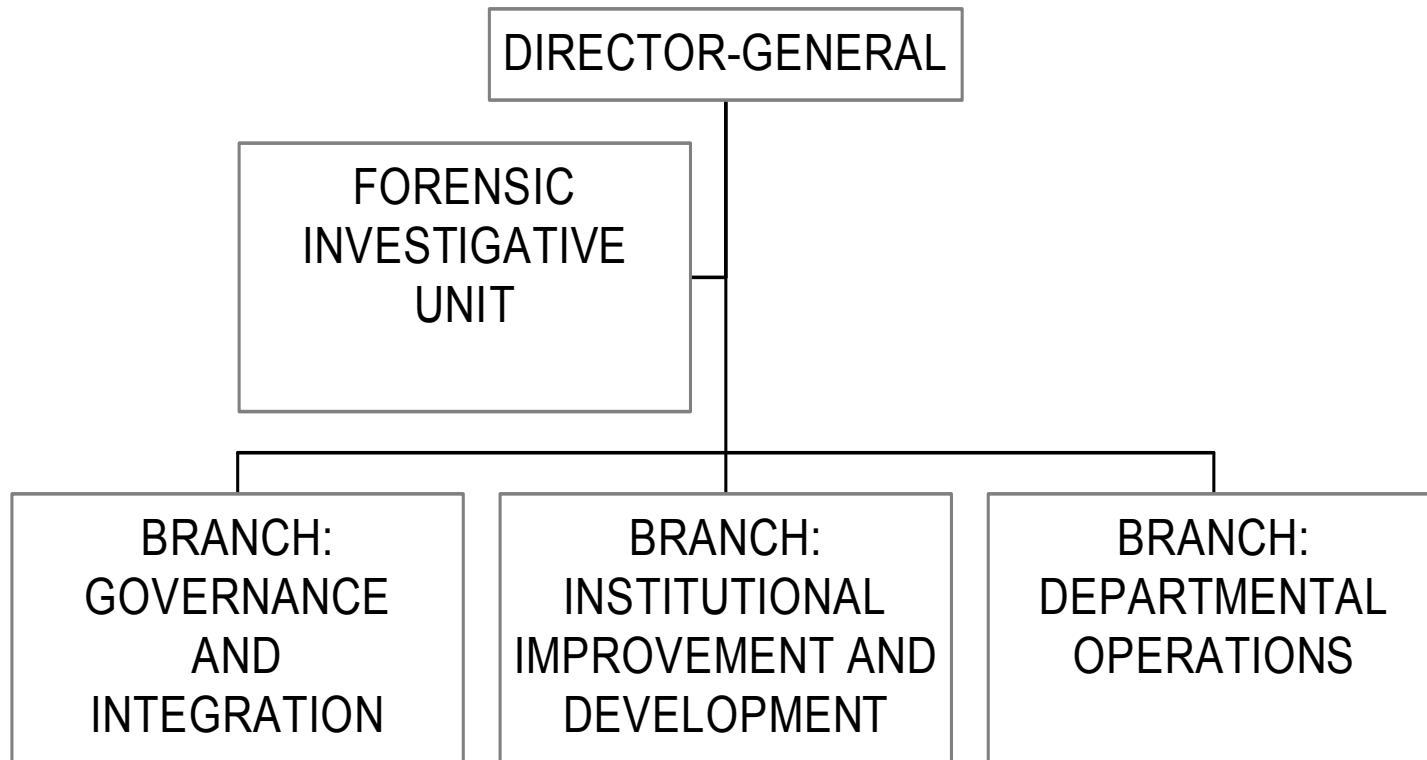 DIRECTOR-GENERAL
FORENSIC
INVESTIGATIVE
UNIT
BRANCH:
GOVERNANCE
AND
INTEGRATION
BRANCH:
INSTITUTIONAL
IMPROVEMENT AND
DEVELOPMENT
BRANCH:
DEPARTMENTAL
OPERATIONS